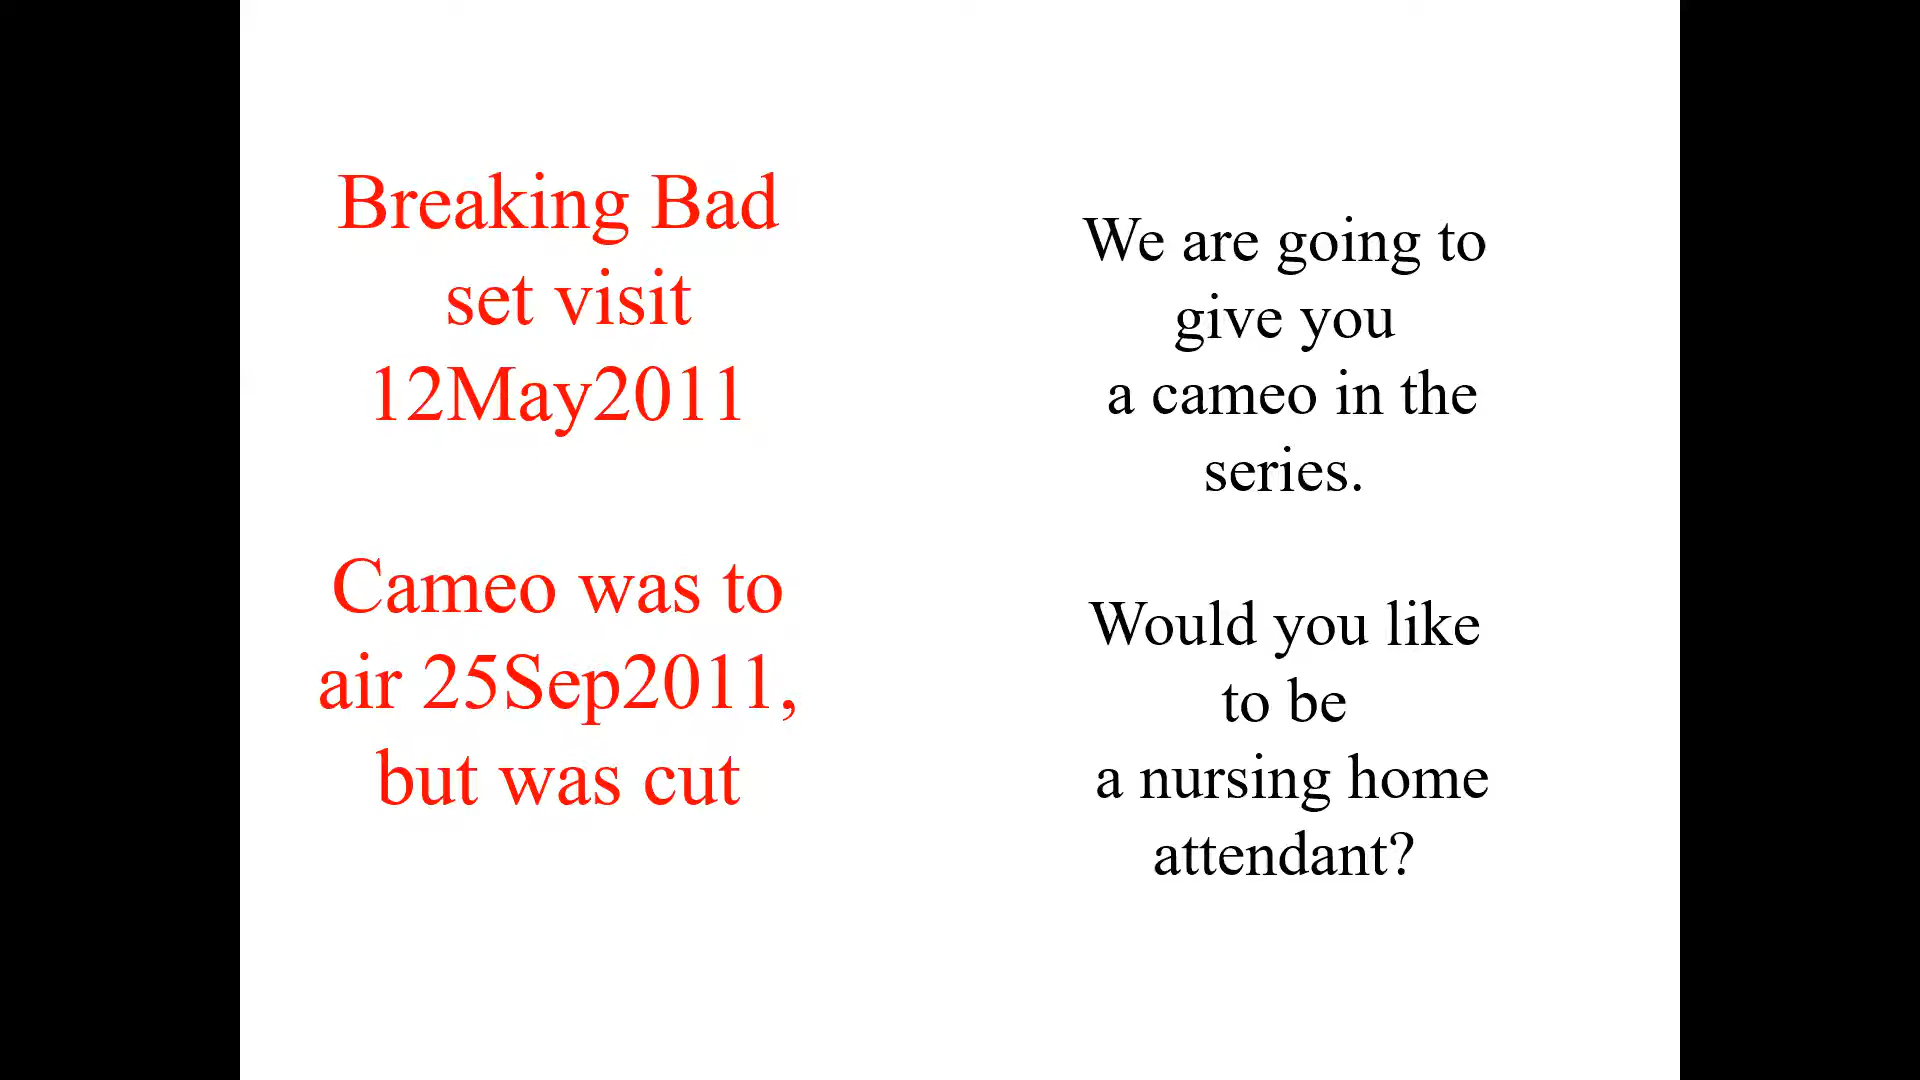 Breaking Bad
set visit
12May2011
Cameo was to
air 25Sep2011,
but was cut
We are going to
give you
a cameo in the
series.
Would you like
to be
a nursing home
attendant?